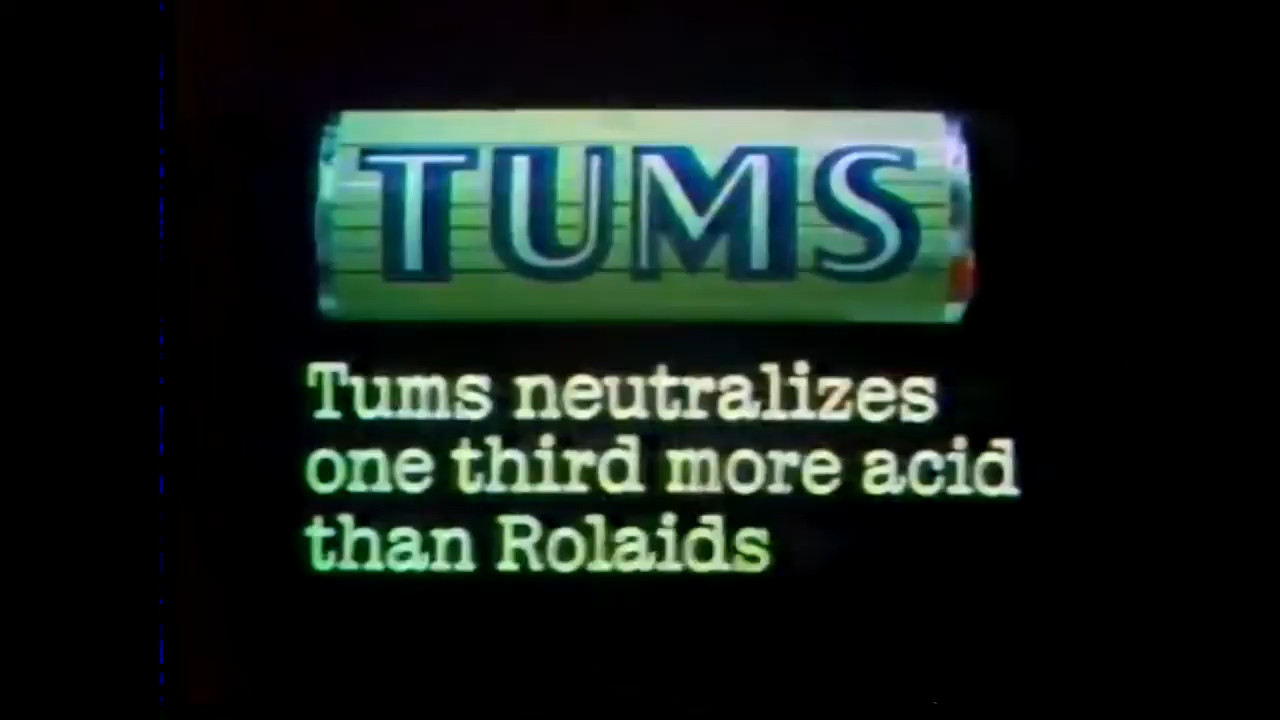 TUMS
Tums neutralizes
one third more acid
than Rolaids